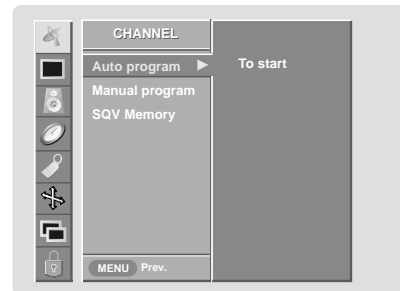 CHANNEL
Auto program ▶ To start
Manual program
SQV Memory
MENU Prev.